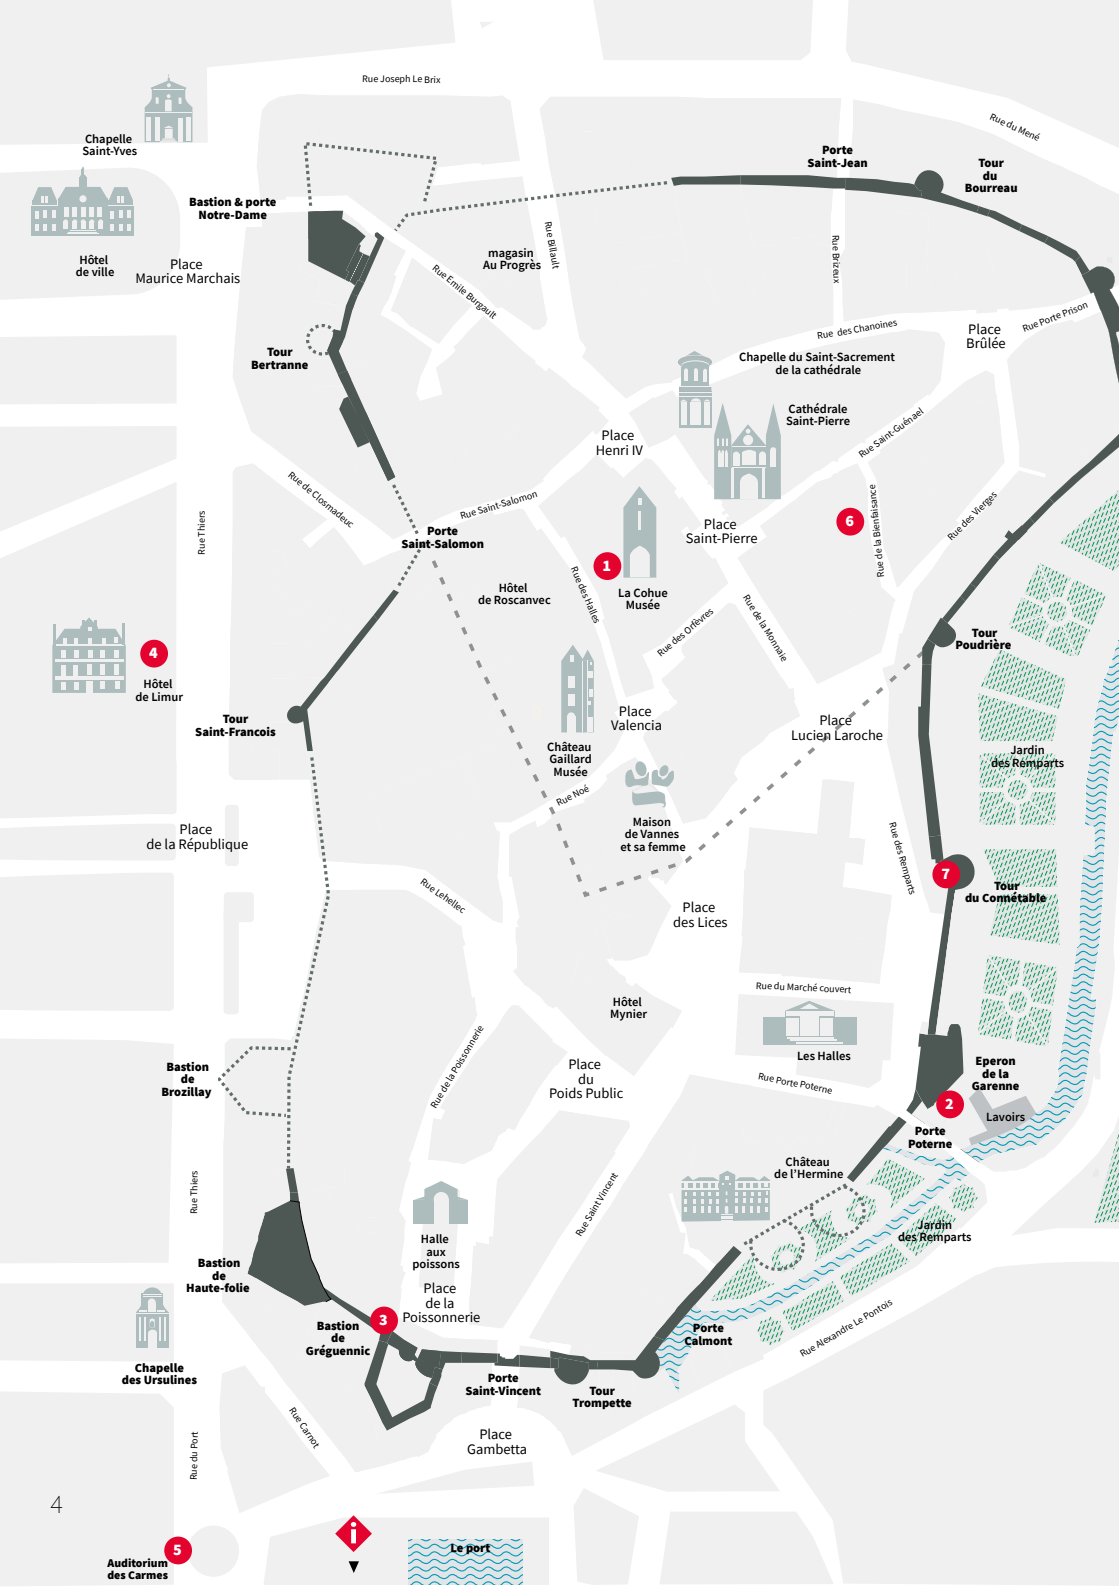 Rue Joseph Le Brix
Rue du Mené
Chapelle
Saint-Yves
Porte
Saint-Jean
Tour
du
Bourreau
Bastion & porte
Notre-Dame
Hôtel
de ville
Place
Maurice Marchais
magasin
Au Progrès
Rue Billault
Rue Brizeux
Rue Emile Burgault
Rue des Chanoines
Place
Brûlée
Rue Porte Prison
Tour
Bertranne
Chapelle du Saint-Sacrement
de la cathédrale
Cathédrale
Saint-Pierre
Rue Saint-Guénael
Place
Henri IV
Rue de Closmadeuc
Rue Saint-Salomon
Rue Thiers
Porte
Saint-Salomon
Place
Saint-Pierre
6
Rue de la Bienfaisance
Rue des Vierges
1
La Cohue
Musée
Hôtel
de Roscanvec
Rue des Halles
Rue des Orfèvres
Rue de la Monnaie
Tour
Poudrière
4
Hôtel
de Limur
Tour
Saint-Francois
Place
Valencia
Place
Lucien Laroche
Jardin
des Remparts
Château
Gaillard
Musée
Rue Noé
Maison
de Vannes
et sa femme
Place
de la République
Rue des Remparts
7
Tour
du Connétable
Rue Lehellec
Place
des Lices
Rue du Marché couvert
Hôtel
Mynier
Les Halles
Bastion
de
Brozillay
Rue de la Poissonnerie
Place
du
Poids Public
Rue Porte Poterne
Eperon
de la
Garenne
2
Lavoirs
Porte
Poterne
Château
de l'Hermine
Rue Thiers
Rue Saint Vincent
Jardin
des Remparts
Halle
aux
poissons
Bastion
de
Haute-folie
Place
de la
Poissonnerie
3
Bastion
de
Gréguennic
Porte
Calmont
Rue Alexandre Le Pontois
Chapelle
des Ursulines
Porte
Saint-Vincent
Tour
Trompette
Rue Carnot
Place
Gambetta
Rue du Port
4
i
5
Auditorium
des Carmes
Le port